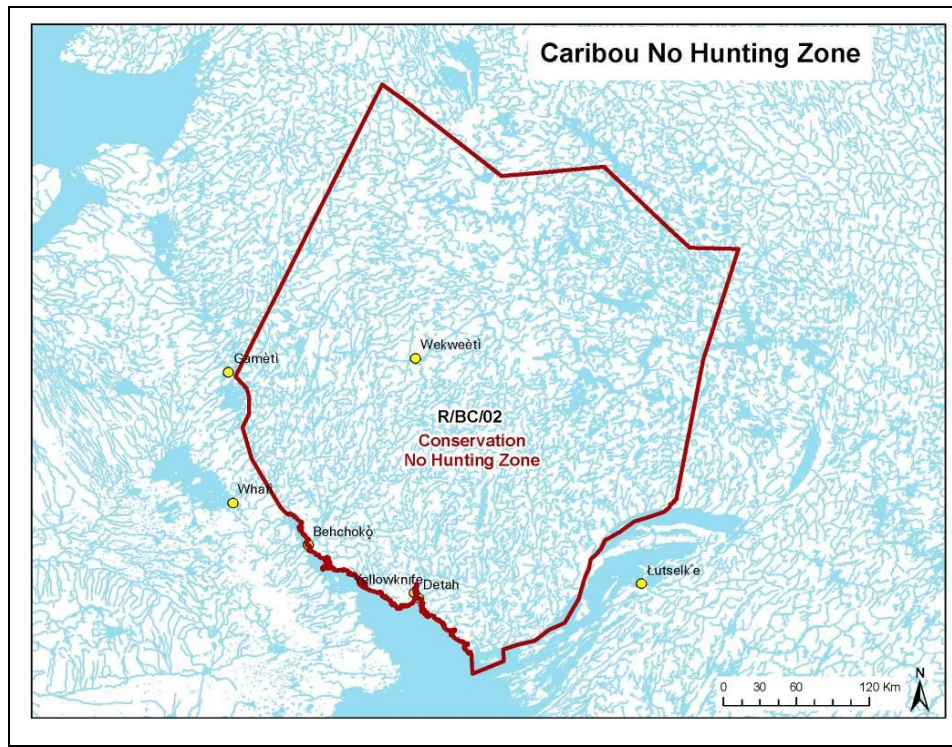 Caribou No Hunting Zone
Gamètì
Wekweètì
R/BC/02
Conservation
No Hunting Zone
Whatì
Behchokǫ̀
Yellowknife
Detah
Łutselk'e
N
0 30 60 120 Km